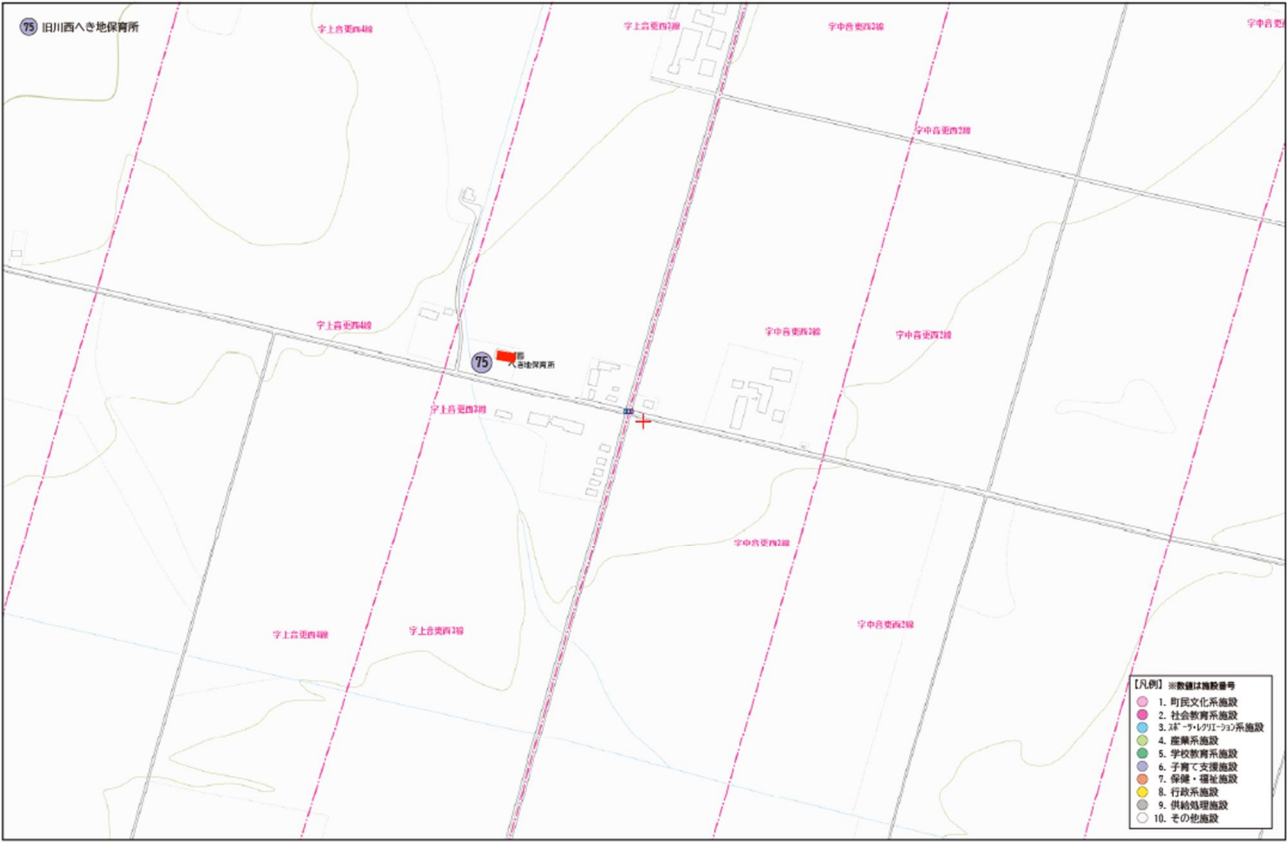 75 旧川西へき地保育所
字上音更西4線
字上音更西3線
字中音更西3線
字中音更
字中音更西2線
字上音更西4線
字中音更西3線
字中音更西2線
75
へき地保育所
字上音更西3線
字中音更西3線
字上音更西4線
字上音更西3線
字中音更西2線
【凡例】 ※数値は施設番号
1. 町民文化系施設
2. 社会教育系施設
3. スポーツ・レクリエーション系施設
4. 産業系施設
5. 学校教育系施設
6. 子育て支援施設
7. 保健・福祉施設
8. 行政系施設
9. 供給処理施設
10. その他施設